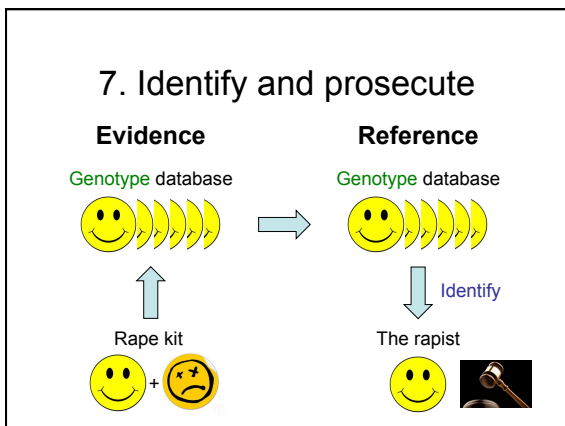 7. Identify and prosecute
Evidence
Reference
Genotype database
Genotype database
Identify
Rape kit
The rapist
+